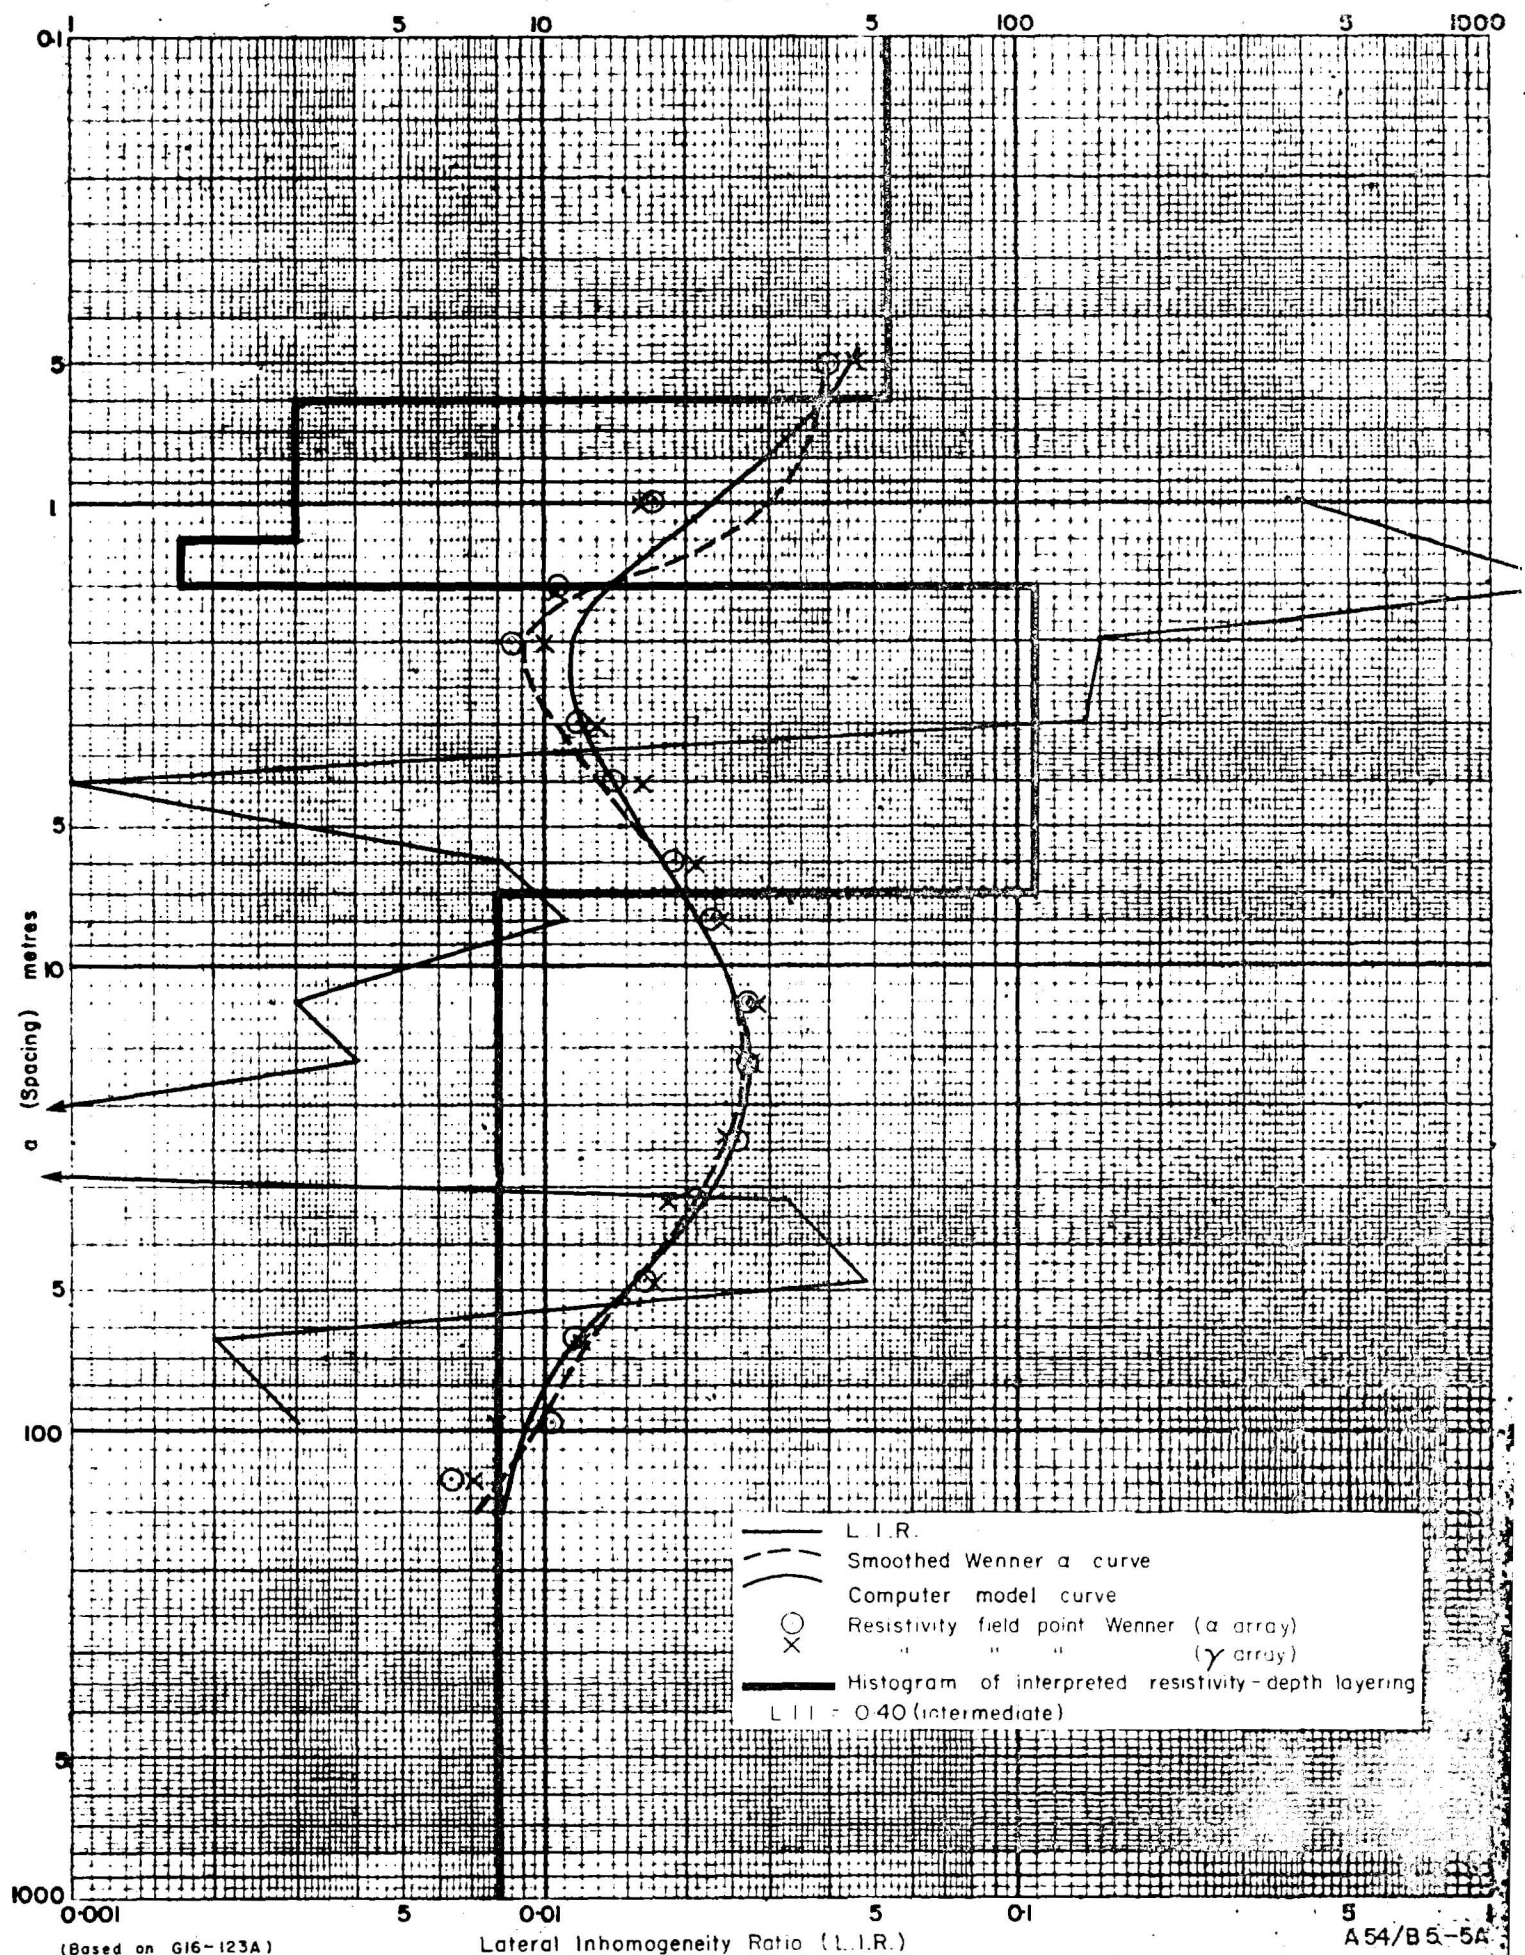 1 5 10 5 100 5 1000
0.1
5
1
5
10
5
100
5
1000
a (Spacing) metres
L.I.R.
Smoothed Wenner α curve
Computer model curve
Resistivity field point Wenner (α array)
" " " (γ array)
Histogram of interpreted resistivity-depth layering
= 0.40 (intermediate)
0.001 5 0.01 5 0.1 5 1
(Based on G16-123A)
Lateral Inhomogeneity Ratio (L.I.R.)
A54/B5-5A